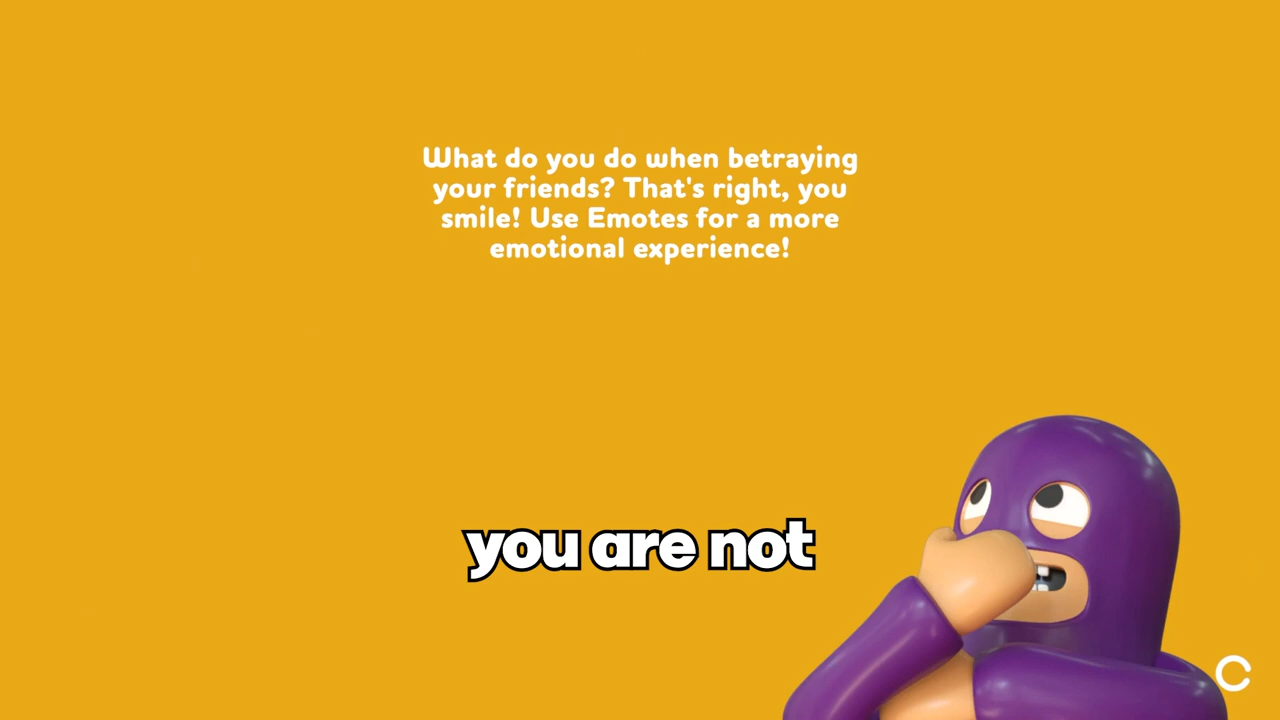 What do you do when betraying
your friends? That's right, you
smile! Use Emotes for a more
emotional experience!
you are not